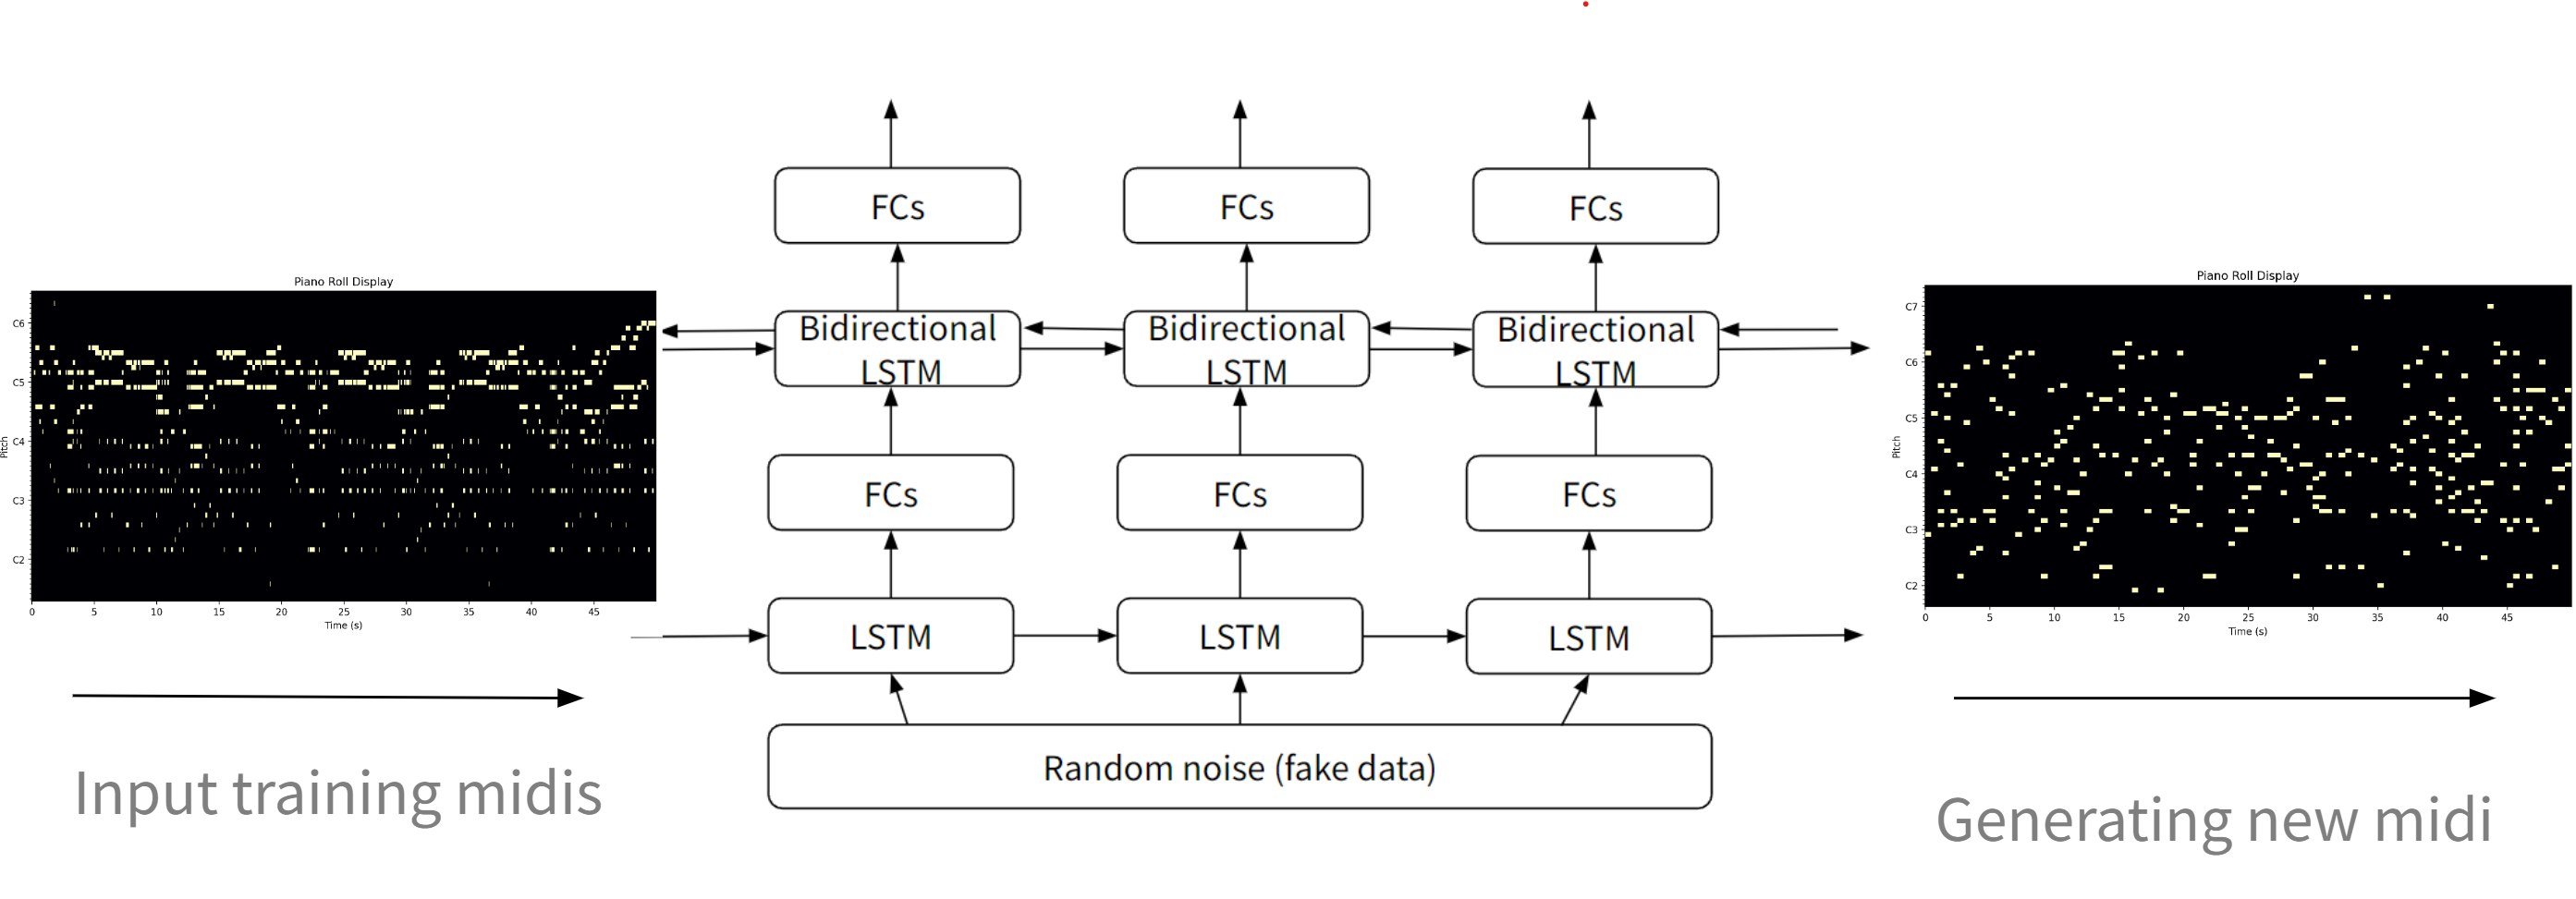 Piano Roll Display
C6
C5
C4
C3
C2
Pitch
0 5 10 15 20 25 30 35 40 45
Time (s)
Input training midis
FCs FCs FCs
Bidirectional LSTM
Bidirectional LSTM
Bidirectional LSTM
FCs FCs FCs
LSTM LSTM LSTM
Random noise (fake data)
Piano Roll Display
C7
C6
C5
C4
C3
C2
Pitch
0 5 10 15 20 25 30 35 40 45
Time (s)
Generating new midi